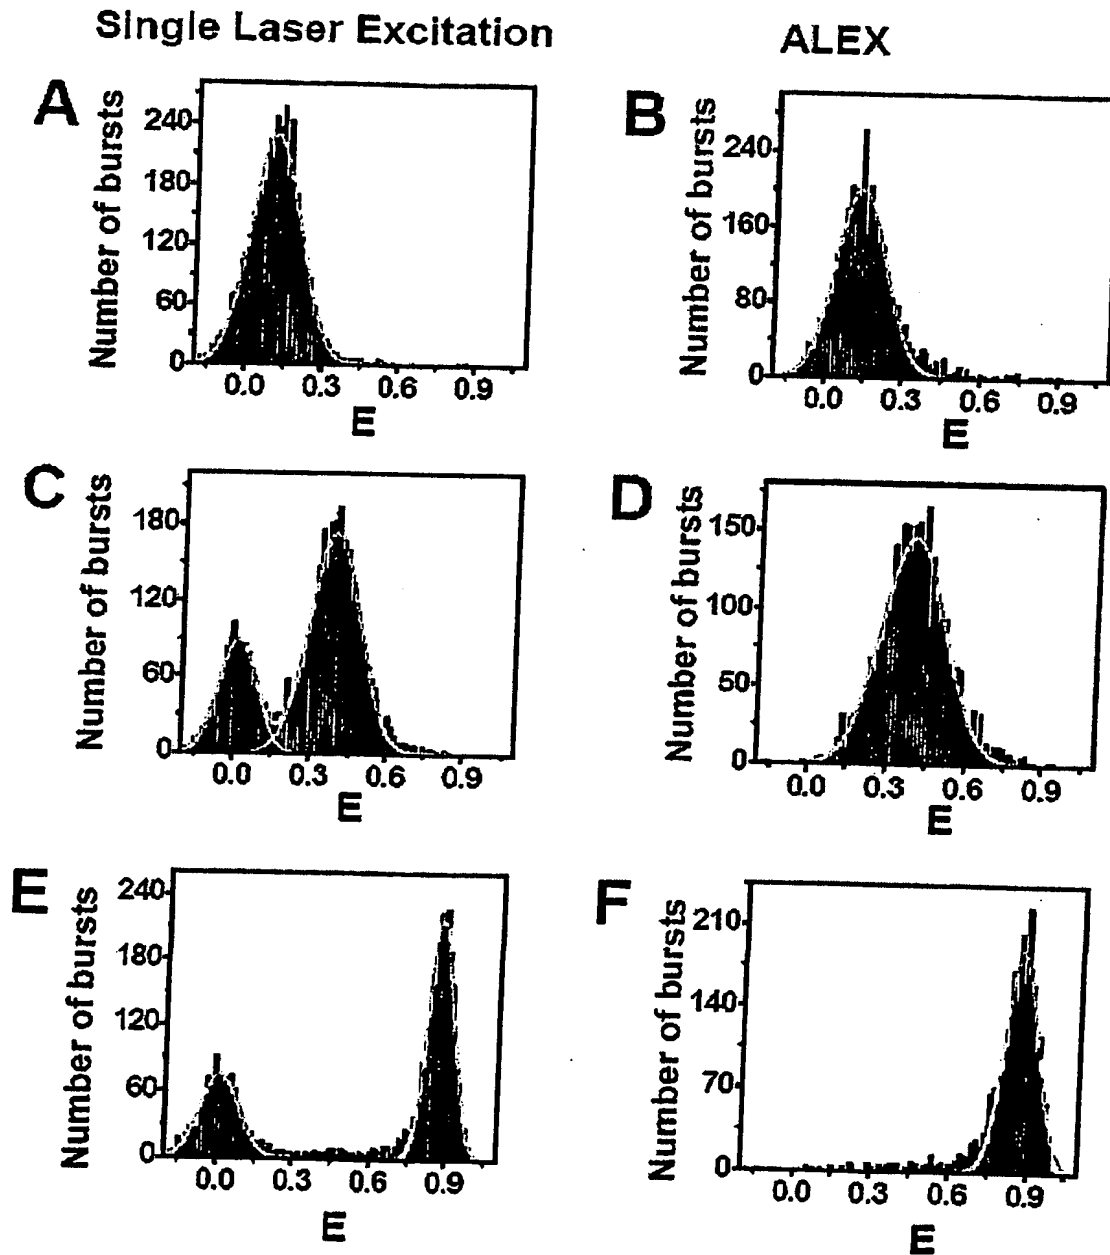 Single Laser Excitation
ALEX
A
Number of bursts
240
180
120
60
0
0.0 0.3 0.6 0.9
E
B
Number of bursts
240
160
80
0
0.0 0.3 0.6 0.9
E
C
Number of bursts
180
120
60
0
0.0 0.3 0.6 0.9
E
D
Number of bursts
150
100
50
0
0.0 0.3 0.6 0.9
E
E
Number of bursts
240
180
120
60
0
0.0 0.3 0.6 0.9
E
F
Number of bursts
210
140
70
0
0.0 0.3 0.6 0.9
E